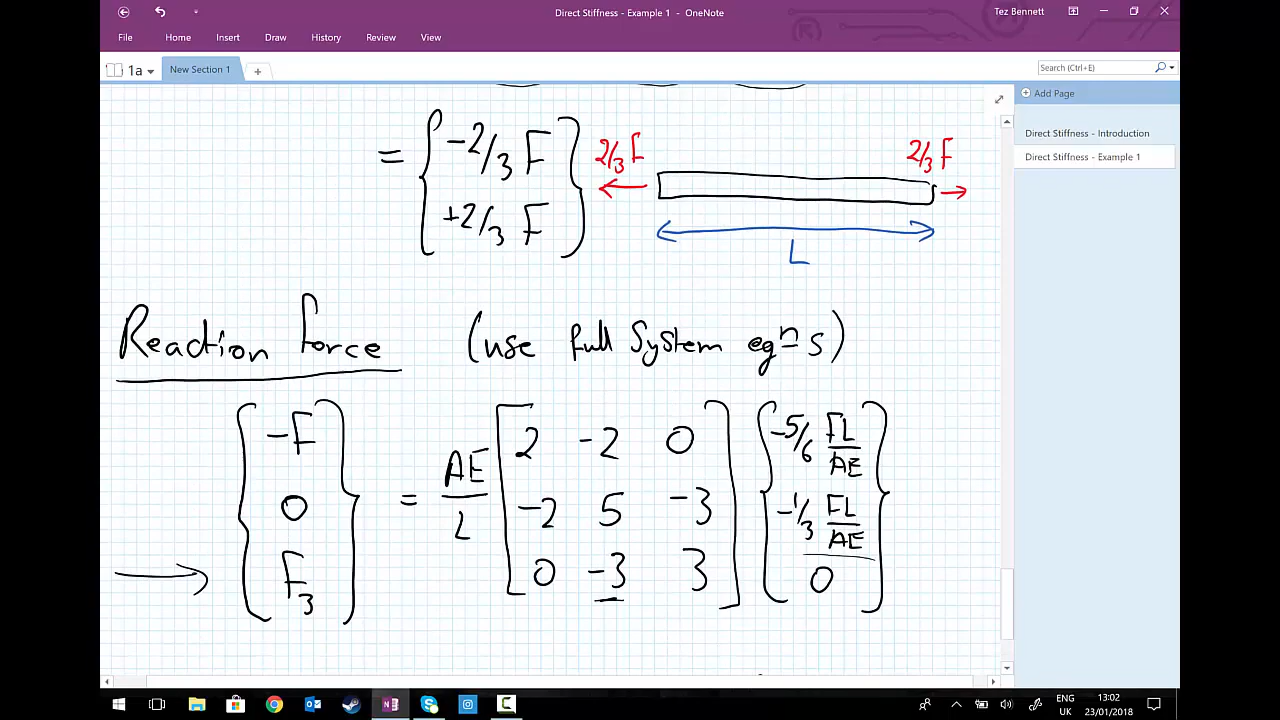 Direct Stiffness - Example 1 - OneNote
Tez Bennett
File Home Insert Draw History Review View
1a
New Section 1
+
Search (Ctrl+E)
Add Page
Direct Stiffness - Introduction
Direct Stiffness - Example 1
= { -2/3 F
+2/3 F }
2/3 F
2/3 F
L
Reaction force (use full system eqns)
{ -F
0
F3 }
= AE/L
[ 2 -2 0
-2 5 -3
0 -3 3 ]
{ -5/6 FL/AE
-1/3 FL/AE
0 }
ENG
UK
13:02
23/01/2018